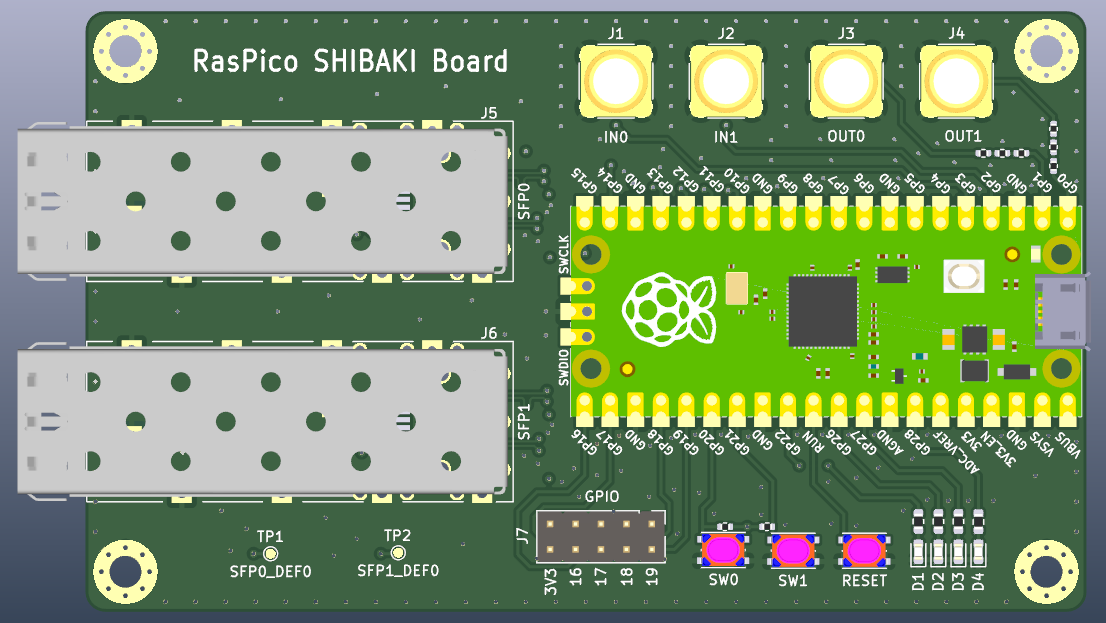 RasPico SHIBAKI Board
J1
J2
J3
J4
IN0
IN1
OUT0
OUT1
J5
SFP0
J6
SFP1
GP15
GP14
GND
GP13
GP12
GP11
GP10
GND
GP9
GP8
GP7
GP6
GND
GP5
GP4
GP3
GP2
GND
GP1
GP0
SWCLK
SWDIO
GP16
GP17
GND
GP18
GP19
GP20
GP21
GND
GP22
RUN
GP26
GP27
AGND
GP28
ADC_VREF
3V3
3V3_EN
GND
VSYS
VBUS
TP1
SFP0_DEF0
TP2
SFP1_DEF0
GPIO
J7
3V3
16
17
18
19
SW0
SW1
RESET
D1
D2
D3
D4